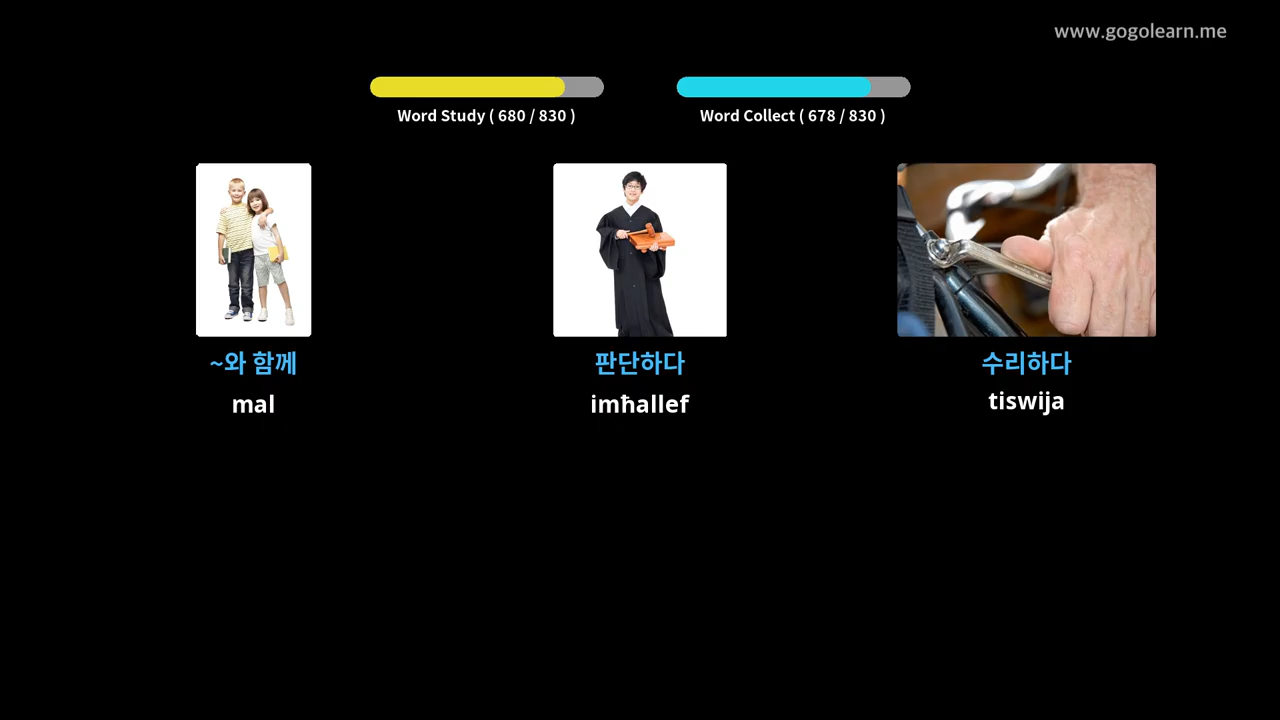 www.gogolearn.me
Word Study ( 680 / 830 )
Word Collect ( 678 / 830 )
~와 함께
판단하다
수리하다
mal
imħallef
tiswija